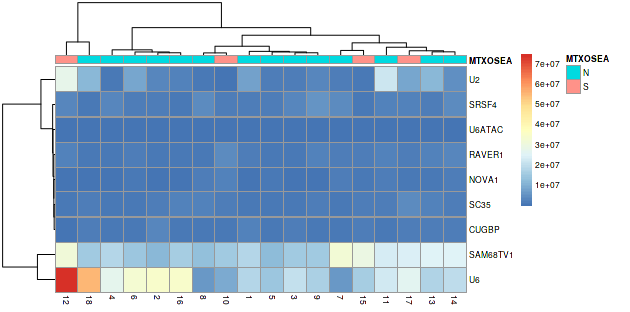 MTXOSEA
U2
SRSF4
U6ATAC
RAVER1
NOVA1
SC35
CUGBP
SAM68TV1
U6
12 18 4 6 2 16 8 10 1 5 3 9 7 15 11 17 13 14
7e+07
6e+07
5e+07
4e+07
3e+07
2e+07
1e+07
MTXOSEA
N
S